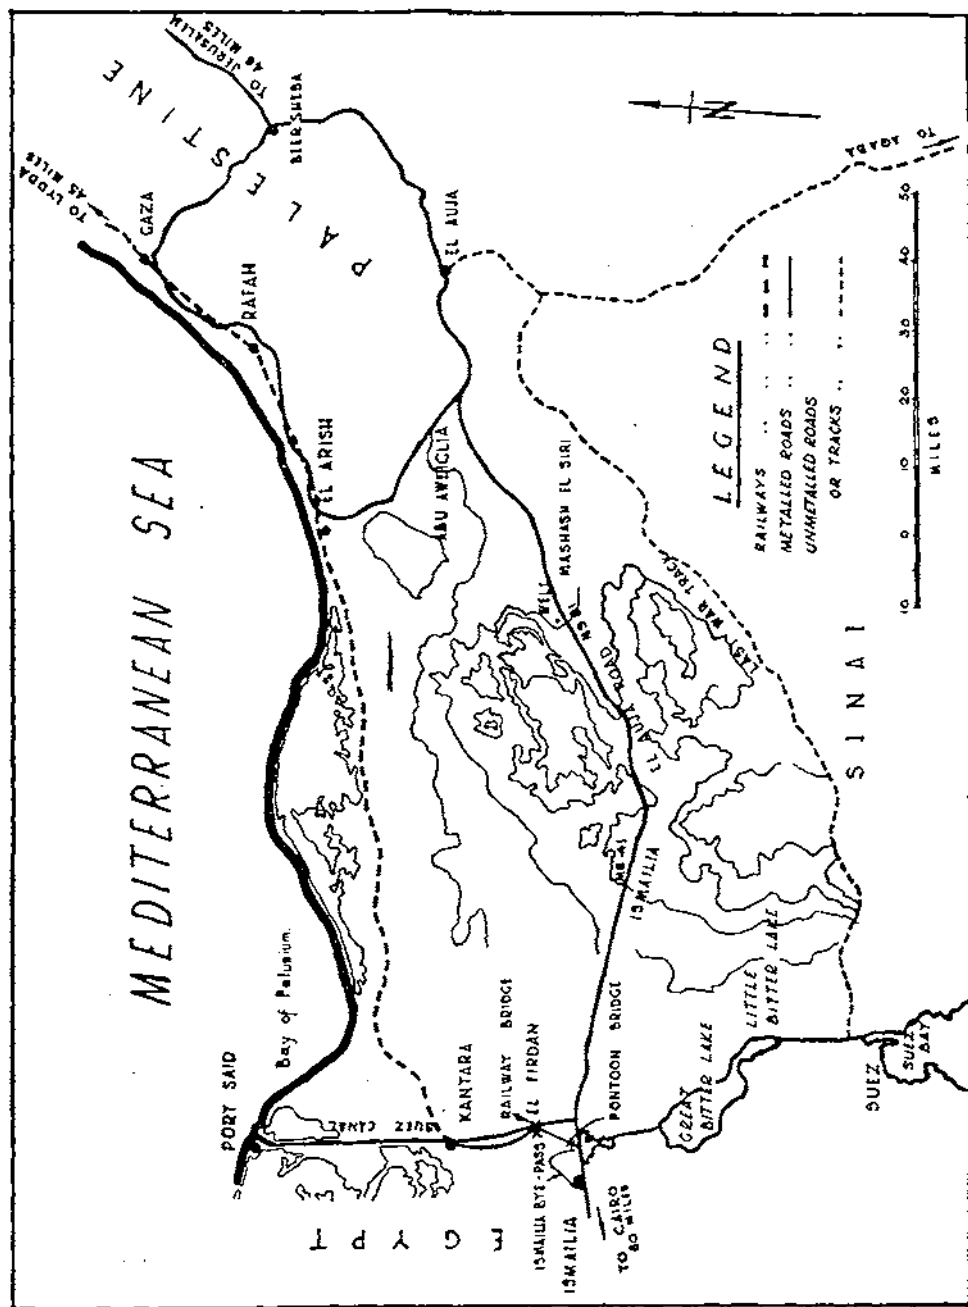 MEDITERRANEAN SEA
PALESTINE
EGYPT
SINAI
TO JERUSALEM
48 MILES
TO LYDDA
45 MILES
GAZA
BEERSHEBA
RAFAH
EL ARISH
EL AUJA
ABU AWEIGLIA
N
TO
AQABA
Bay of Pelusium.
PORT SAID
SUEZ CANAL
KANTARA
RAILWAY BRIDGE
EL FIRDAN
ISMAILIA BYE-PASS
ISMAILIA
TO CAIRO
80 MILES
PONTOON BRIDGE
GREAT
BITTER LAKE
LITTLE
BITTER LAKE
SUEZ
SUEZ
BAY
WELL
MASHASH EL SIRI
ISMAILIA
EL AUJA ROAD
EAST WAR TRACK
LEGEND
RAILWAYS
METALLED ROADS
UNMETALLED ROADS
OR TRACKS
10 0 10 20 30 40 50
MILES